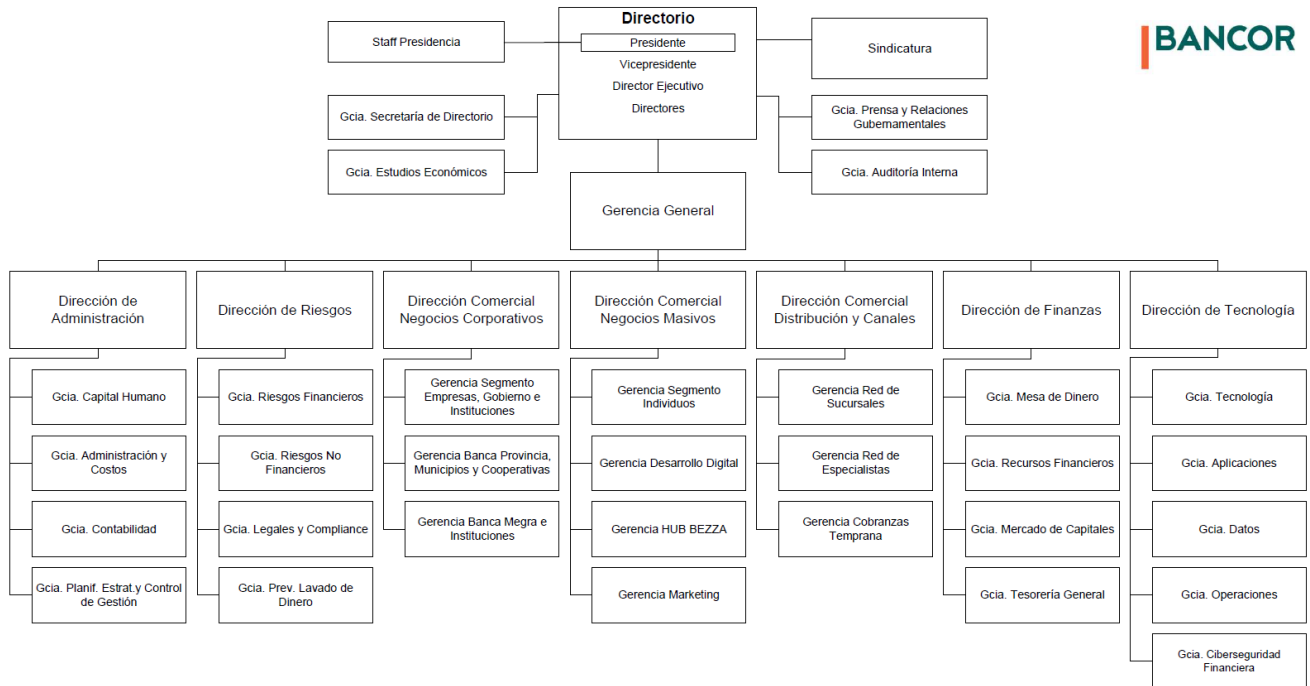 Directorio
Presidente
Vicepresidente
Director Ejecutivo
Directores
Staff Presidencia
Sindicatura
BANCOR
Gcia. Secretaría de Directorio
Gcia. Prensa y Relaciones
Gubernamentales
Gcia. Estudios Económicos
Gcia. Auditoría Interna
Gerencia General
Dirección de
Administración
Dirección de Riesgos
Dirección Comercial
Negocios Corporativos
Dirección Comercial
Negocios Masivos
Dirección Comercial
Distribución y Canales
Dirección de Finanzas
Dirección de Tecnología
Gcia. Capital Humano
Gcia. Administración y
Costos
Gcia. Contabilidad
Gcia. Planif. Estrat.y Control
de Gestión
Gcia. Riesgos Financieros
Gcia. Riesgos No
Financieros
Gcia. Legales y Compliance
Gcia. Prev. Lavado de
Dinero
Gerencia Segmento
Empresas, Gobierno e
Instituciones
Gerencia Banca Provincia,
Municipios y Cooperativas
Gerencia Banca Megra e
Instituciones
Gerencia Segmento
Individuos
Gerencia Desarrollo Digital
Gerencia HUB BEZZA
Gerencia Marketing
Gerencia Red de
Sucursales
Gerencia Red de
Especialistas
Gerencia Cobranzas
Temprana
Gcia. Mesa de Dinero
Gcia. Recursos Financieros
Gcia. Mercado de Capitales
Gcia. Tesorería General
Gcia. Tecnología
Gcia. Aplicaciones
Gcia. Datos
Gcia. Operaciones
Gcia. Ciberseguridad
Financiera